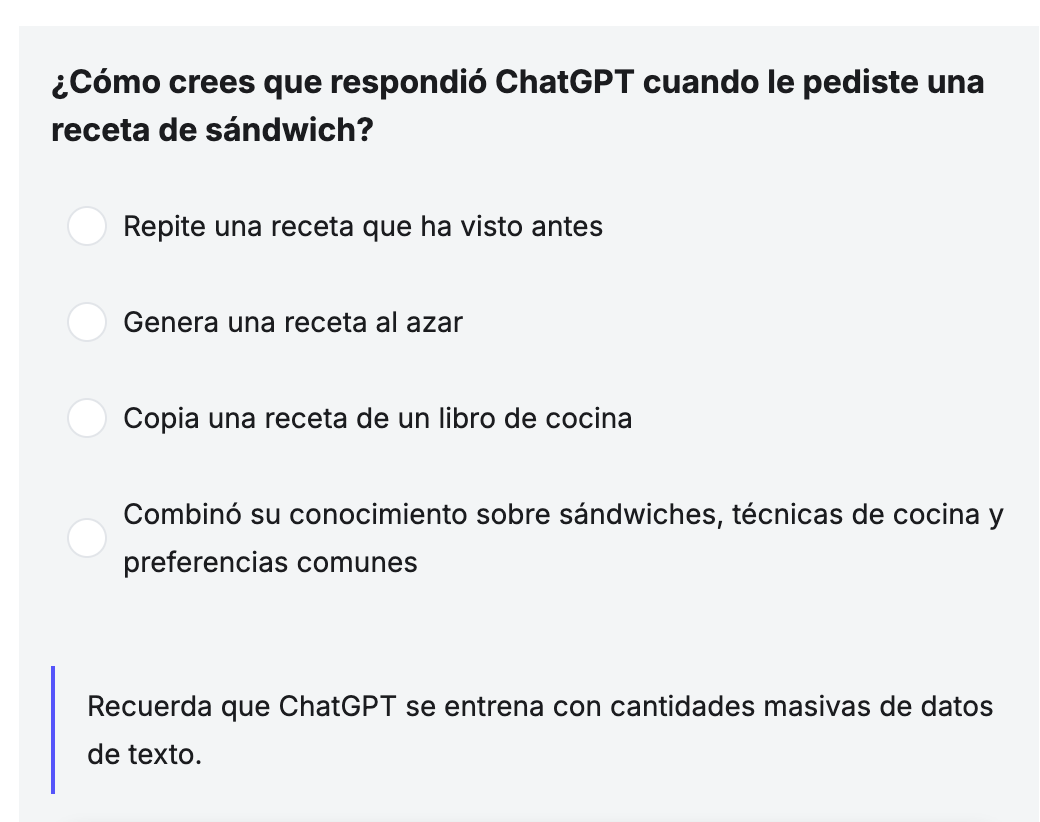 ¿Cómo crees que respondió ChatGPT cuando le pediste una
receta de sándwich?
Repite una receta que ha visto antes
Genera una receta al azar
Copia una receta de un libro de cocina
Combinó su conocimiento sobre sándwiches, técnicas de cocina y
preferencias comunes
Recuerda que ChatGPT se entrena con cantidades masivas de datos
de texto.